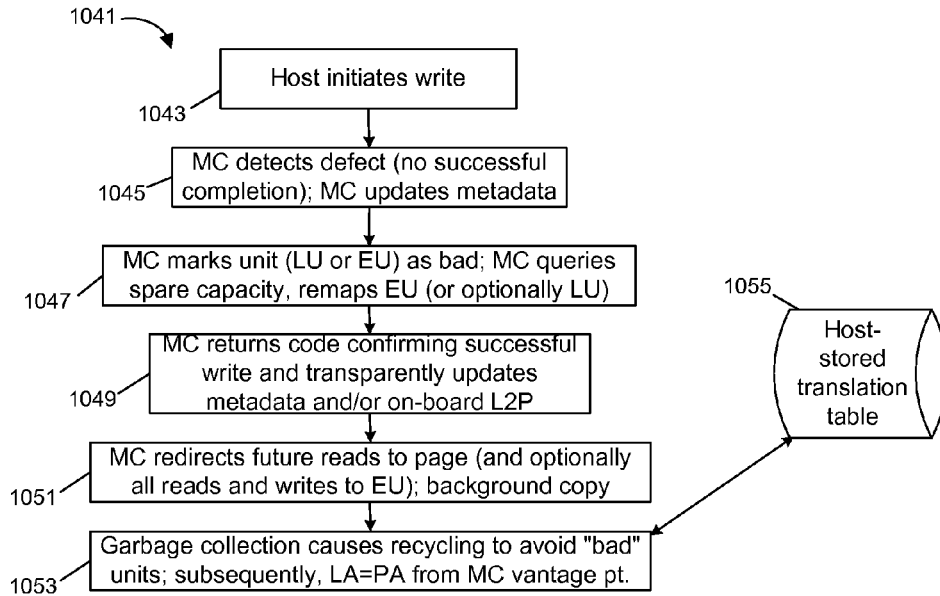 1041
Host initiates write
1043
MC detects defect (no successful
completion); MC updates metadata
1045
MC marks unit (LU or EU) as bad; MC queries
spare capacity, remaps EU (or optionally LU)
1047
MC returns code confirming successful
write and transparently updates
metadata and/or on-board L2P
1049
MC redirects future reads to page (and optionally
all reads and writes to EU); background copy
1051
Garbage collection causes recycling to avoid "bad"
units; subsequently, LA=PA from MC vantage pt.
1053
1055
Host-
stored
translation
table